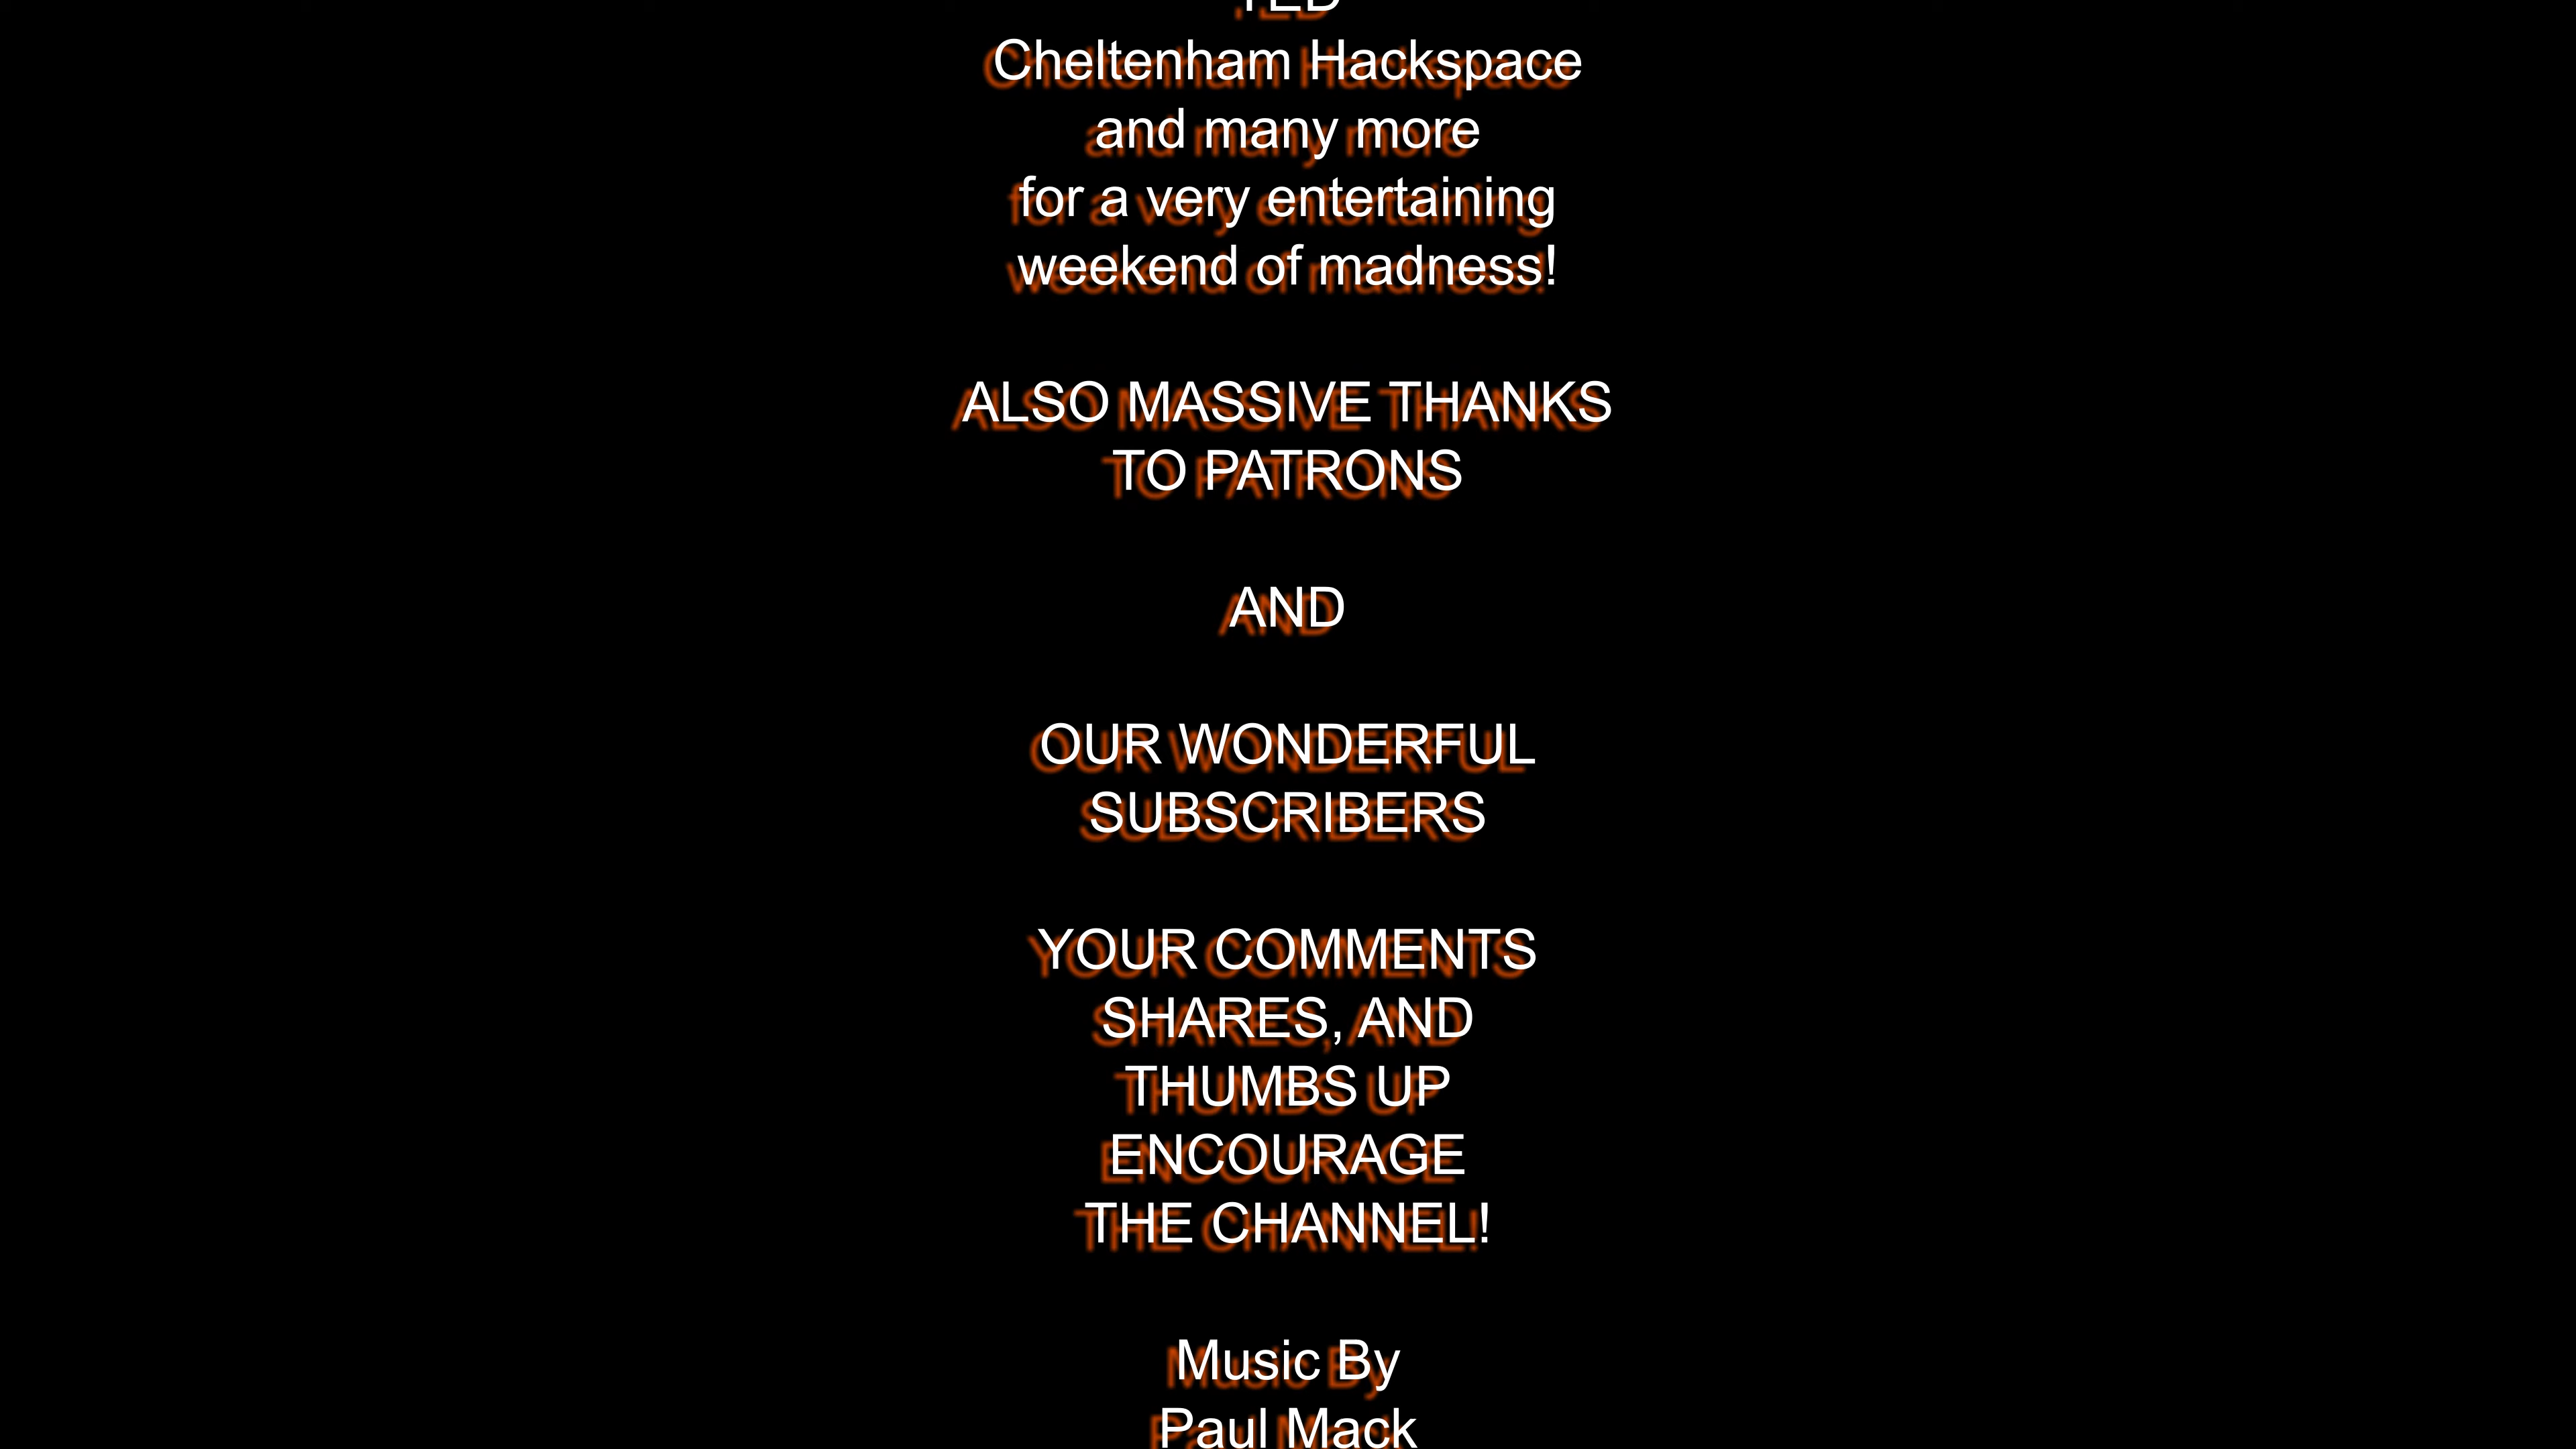 Cheltenham Hackspace
and many more
for a very entertaining
weekend of madness!
ALSO MASSIVE THANKS
TO PATRONS
AND
OUR WONDERFUL
SUBSCRIBERS
YOUR COMMENTS
SHARES, AND
THUMBS UP
ENCOURAGE
THE CHANNEL!
Music By
Paul Mack